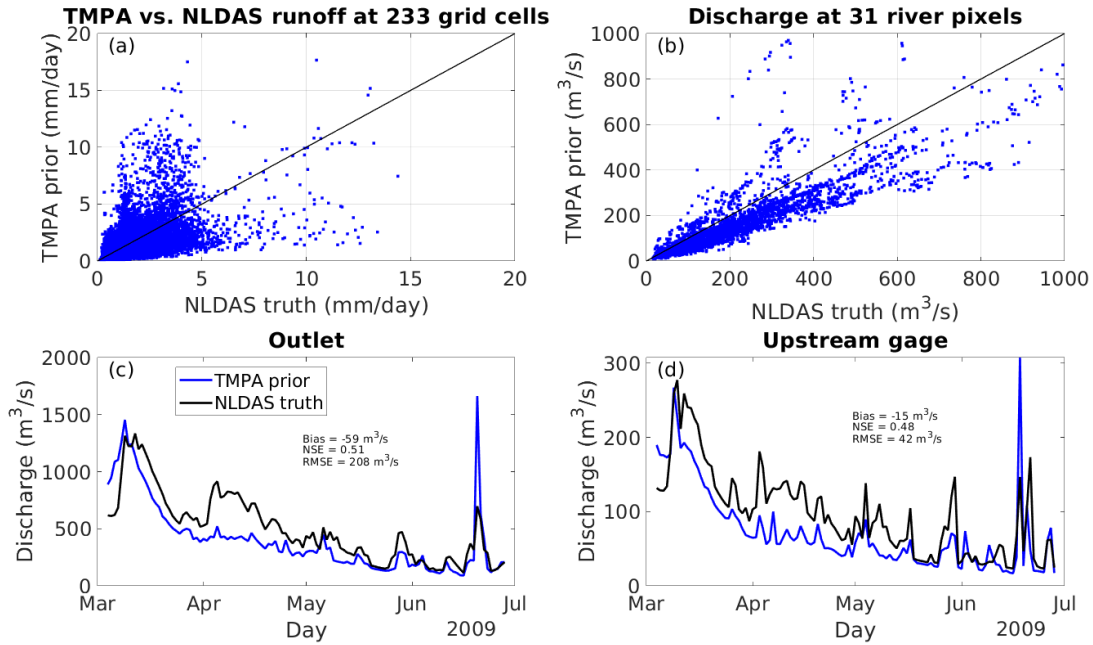 TMPA vs. NLDAS runoff at 233 grid cells
(a)
TMPA prior (mm/day)
20
15
10
5
0
0 5 10 15 20
NLDAS truth (mm/day)
Discharge at 31 river pixels
(b)
TMPA prior (m³/s)
1000
800
600
400
200
0
0 200 400 600 800 1000
NLDAS truth (m³/s)
Outlet
(c)
Discharge (m³/s)
2000
1500
1000
500
0
TMPA prior
NLDAS truth
Bias = -59 m³/s
NSE = 0.51
RMSE = 208 m³/s
Mar Apr May Jun Jul
Day
2009
Upstream gage
(d)
Discharge (m³/s)
300
200
100
0
Bias = -15 m³/s
NSE = 0.48
RMSE = 42 m³/s
Mar Apr May Jun Jul
Day
2009